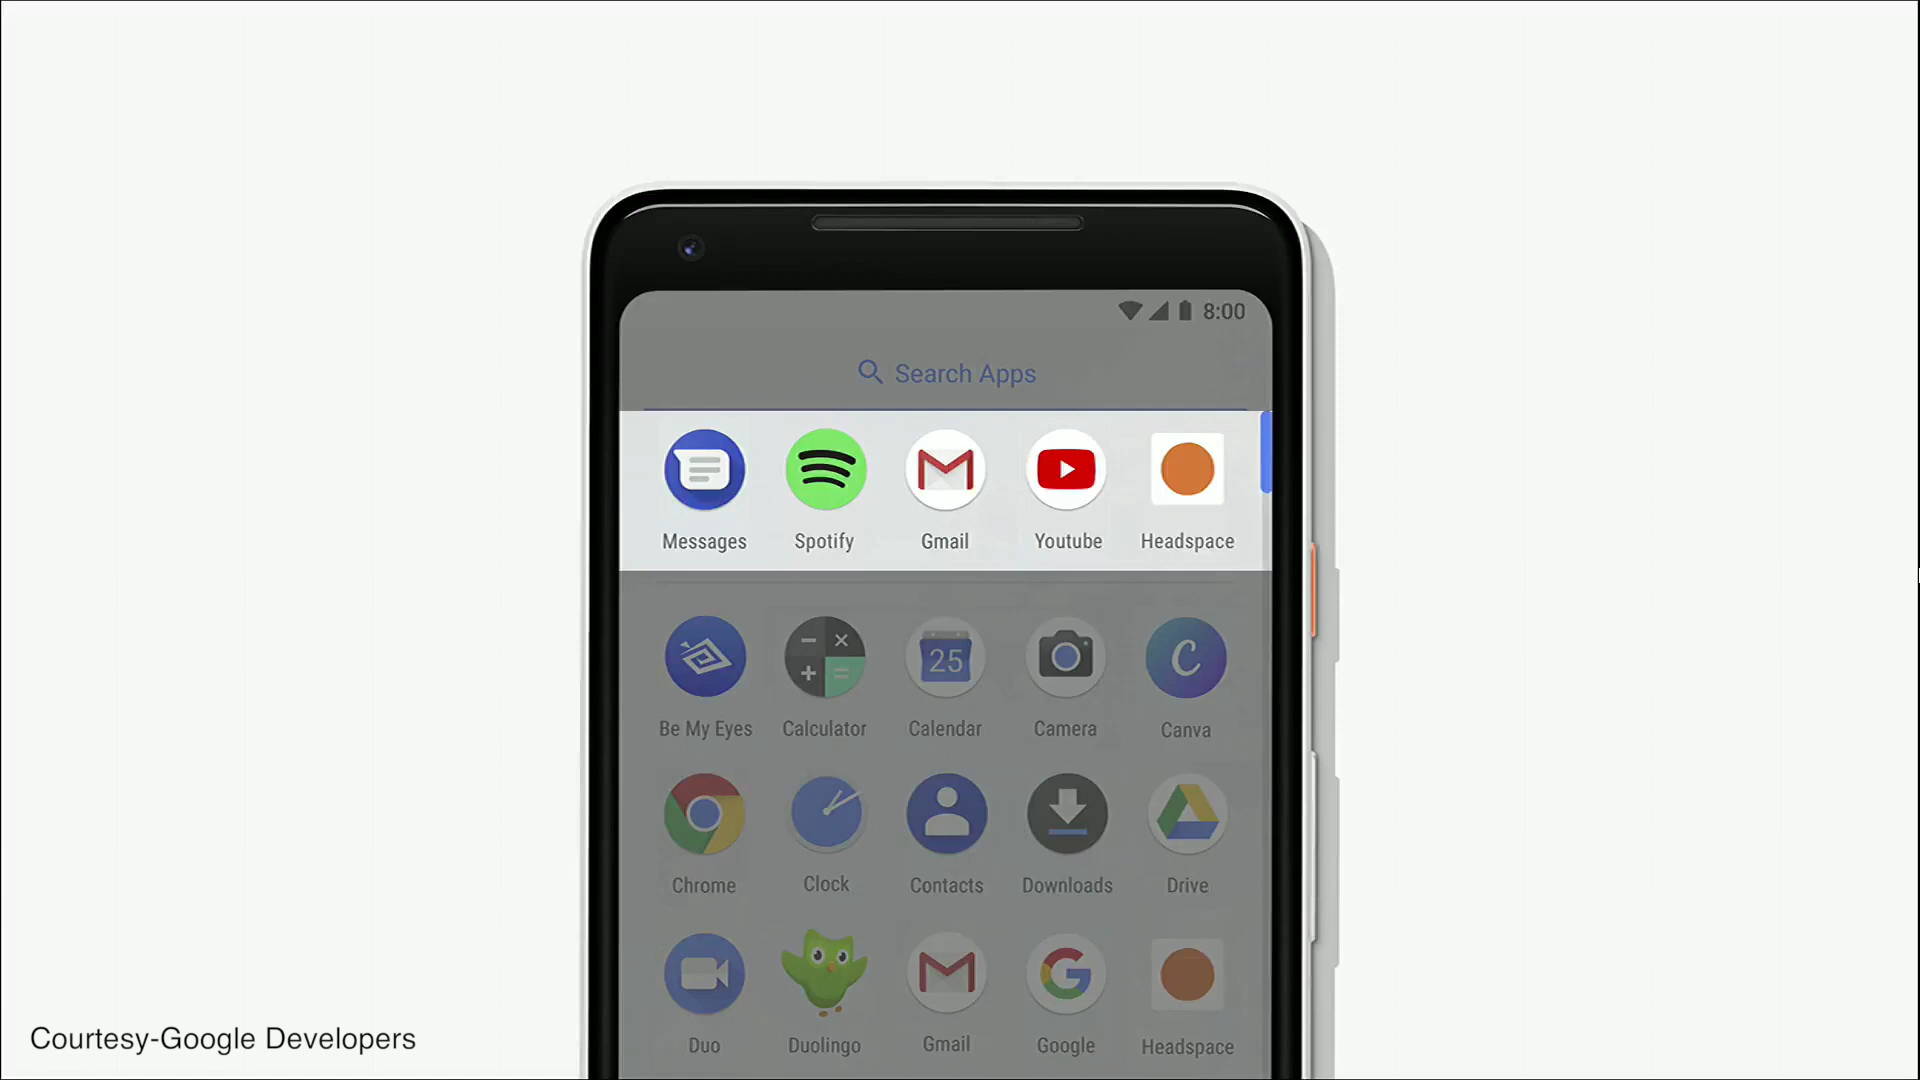 8:00
Search Apps
Messages Spotify Gmail Youtube Headspace
25
Be My Eyes Calculator Calendar Camera Canva
Chrome Clock Contacts Downloads Drive
Duo Duolingo Gmail Google Headspace
Courtesy-Google Developers